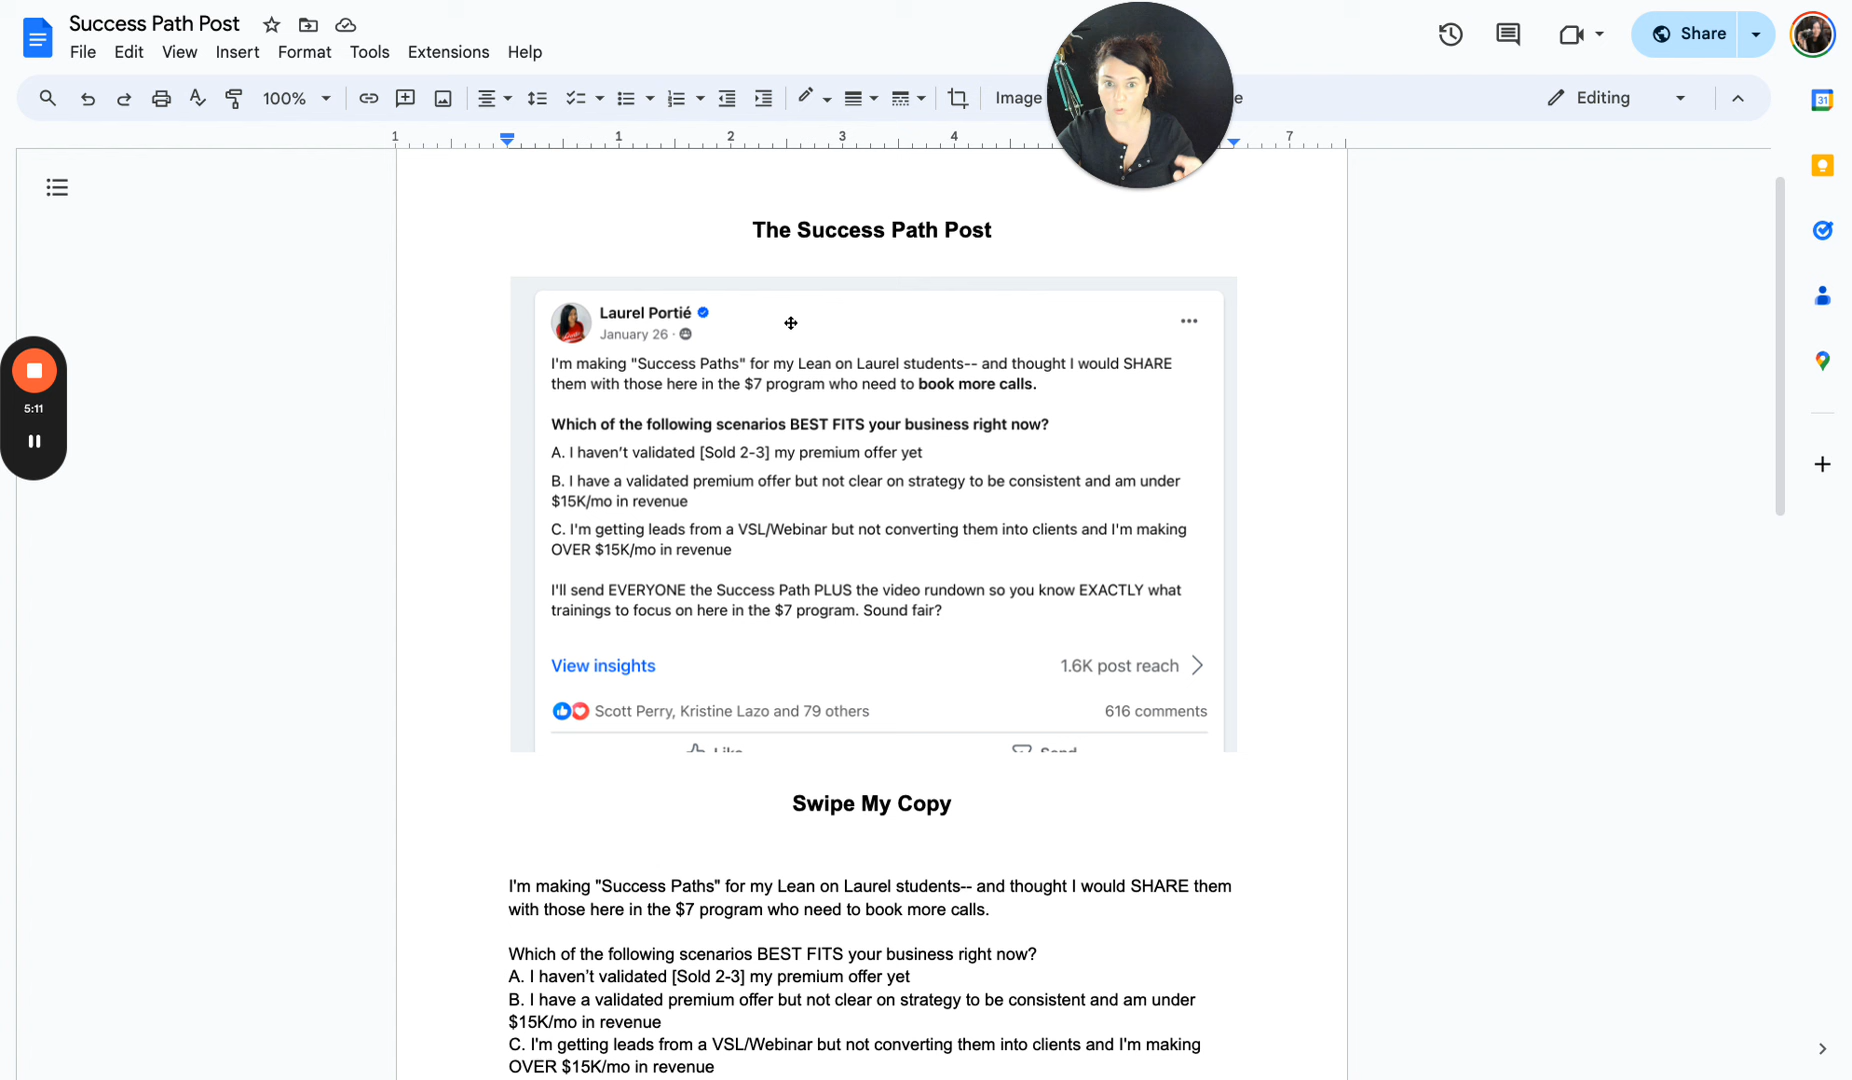 Success Path Post
File Edit View Insert Format Tools Extensions Help
Share
100%
Image
e
Editing
1 1 2 3 4 7
31
The Success Path Post
Laurel Portié
January 26 ·
I'm making "Success Paths" for my Lean on Laurel students-- and thought I would SHARE
them with those here in the $7 program who need to book more calls.
Which of the following scenarios BEST FITS your business right now?
A. I haven't validated [Sold 2-3] my premium offer yet
B. I have a validated premium offer but not clear on strategy to be consistent and am under
$15K/mo in revenue
C. I'm getting leads from a VSL/Webinar but not converting them into clients and I'm making
OVER $15K/mo in revenue
I'll send EVERYONE the Success Path PLUS the video rundown so you know EXACTLY what
trainings to focus on here in the $7 program. Sound fair?
View insights 1.6K post reach
Scott Perry, Kristine Lazo and 79 others 616 comments
Like Send
5:11
Swipe My Copy
I'm making "Success Paths" for my Lean on Laurel students-- and thought I would SHARE them
with those here in the $7 program who need to book more calls.
Which of the following scenarios BEST FITS your business right now?
A. I haven't validated [Sold 2-3] my premium offer yet
B. I have a validated premium offer but not clear on strategy to be consistent and am under
$15K/mo in revenue
C. I'm getting leads from a VSL/Webinar but not converting them into clients and I'm making
OVER $15K/mo in revenue